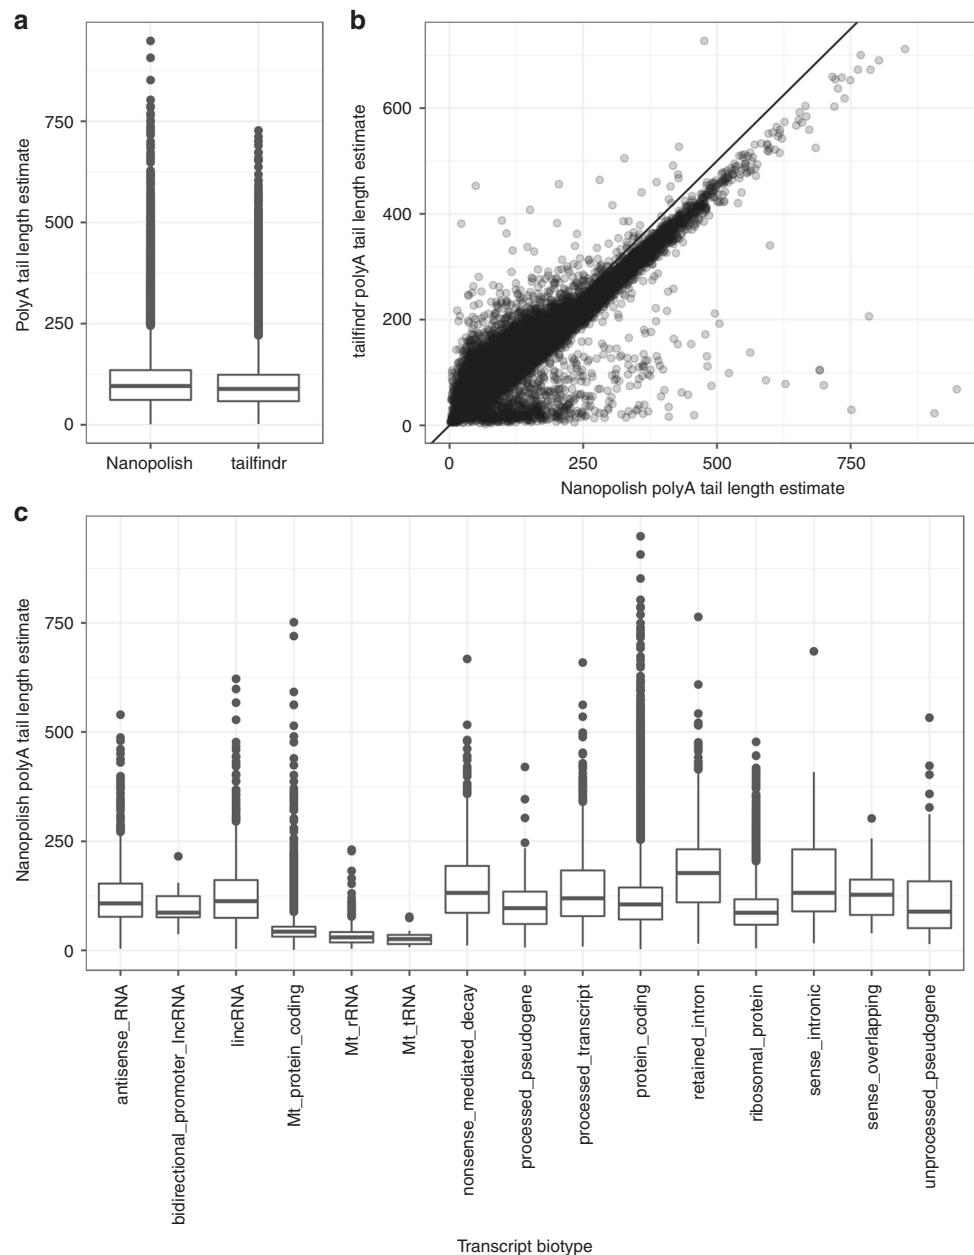 a
PolyA tail length estimate
750
500
250
0
Nanopolish
tailfindr
b
tailfindr polyA tail length estimate
600
400
200
0
0
250
500
750
Nanopolish polyA tail length estimate
c
Nanopolish polyA tail length estimate
750
500
250
0
antisense_RNA
bidirectional_promoter_lncRNA
lincRNA
Mt_protein_coding
Mt_rRNA
Mt_tRNA
nonsense_mediated_decay
processed_pseudogene
processed_transcript
protein_coding
retained_intron
ribosomal_protein
sense_intronic
sense_overlapping
unprocessed_pseudogene
Transcript biotype